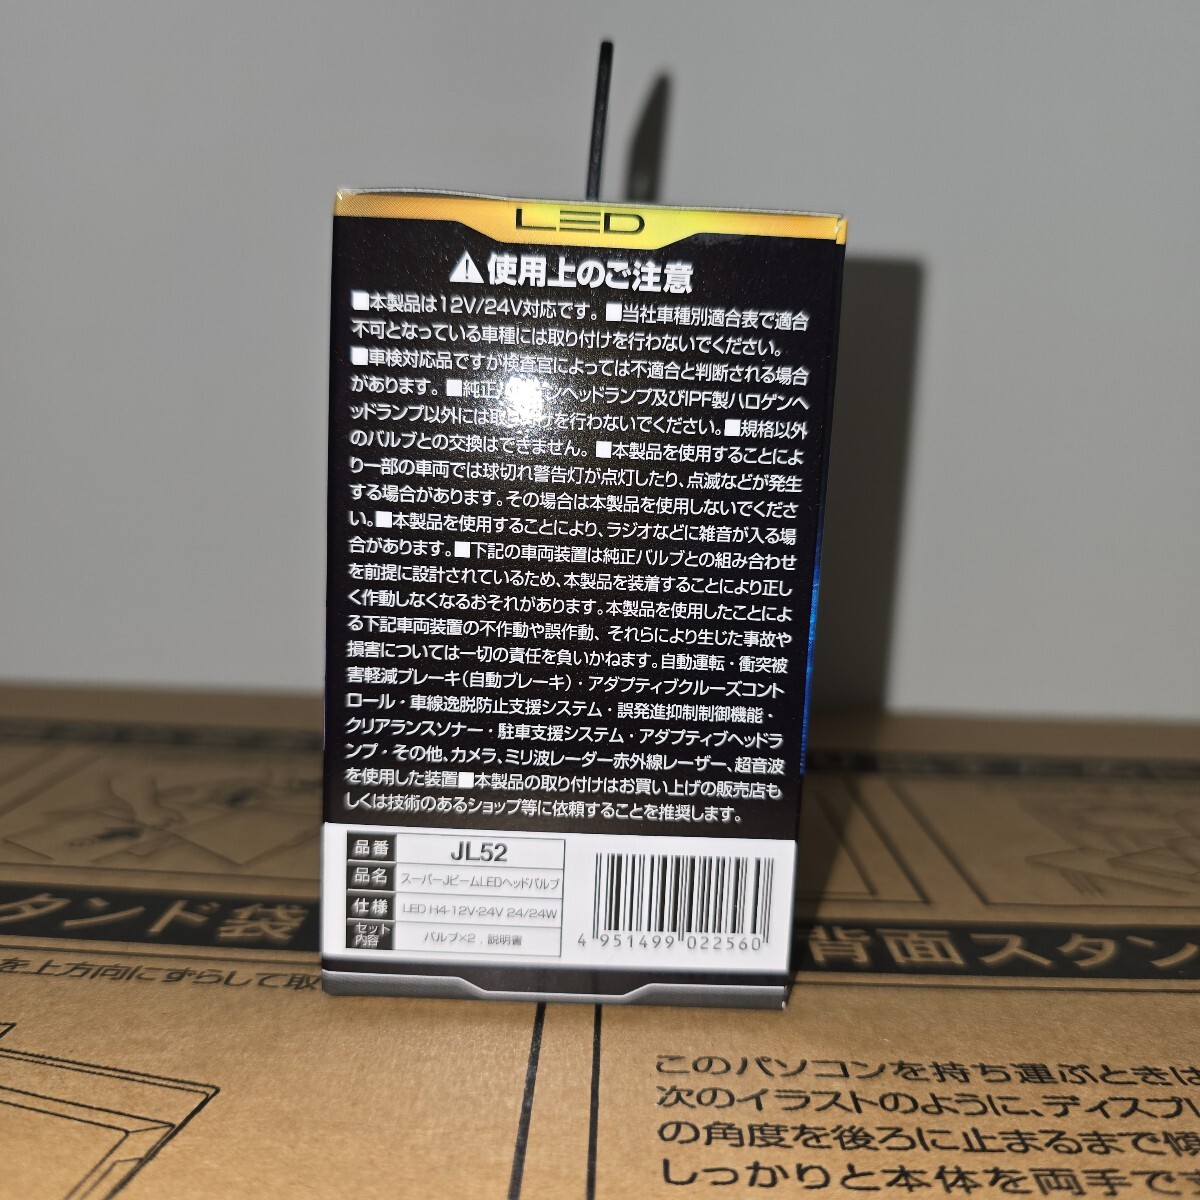 LED
使用上のご注意
■本製品は12V/24V対応です。■当社車種別適合表で適合
不可となっている車種には取り付けを行わないでください。
■車検対応品ですが検査官によっては不適合と判断される場合
があります。■純正ンヘッドランプ及びIPF製ハロゲンヘ
ッドランプ以外には取り付けを行わないでください。■規格以外
のバルブとの交換はできません。■本製品を使用することによ
り一部の車両では球切れ警告灯が点灯したり、点滅などが発生
する場合があります。その場合は本製品を使用しないでくださ
い。■本製品を使用することにより、ラジオなどに雑音が入る場
合があります。■下記の車両装置は純正バルブとの組み合わせ
を前提に設計されているため、本製品を装着することにより正し
く作動しなくなるおそれがあります。本製品を使用したことによ
る下記車両装置の不作動や誤作動、それらにより生じた事故や
損害については一切の責任を負いかねます。自動運転・衝突被
害軽減ブレーキ(自動ブレーキ)・アダプティブクルーズコント
ロール・車線逸脱防止支援システム・誤発進抑制制御機能・
クリアランスソナー・駐車支援システム・アダプティブヘッドラ
ンプ・その他、カメラ、ミリ波レーダー赤外線レーザー、超音波
を使用した装置■本製品の取り付けはお買い上げの販売店も
しくは技術のあるショップ等に依頼することを推奨します。
品番 JL52
品名 スーパーJビームLEDヘッドバルブ
仕様 LED H4-12V-24V 24/24W
セット内容 バルブ×2．説明書
4 951499 022560
タンド袋
背面スタン
を上方向にずらして取
このパソコンを持ち運ぶときは
次のイラストのように、ディスプレ
の角度を後ろに止まるまで傾
しっかりと本体を両手で